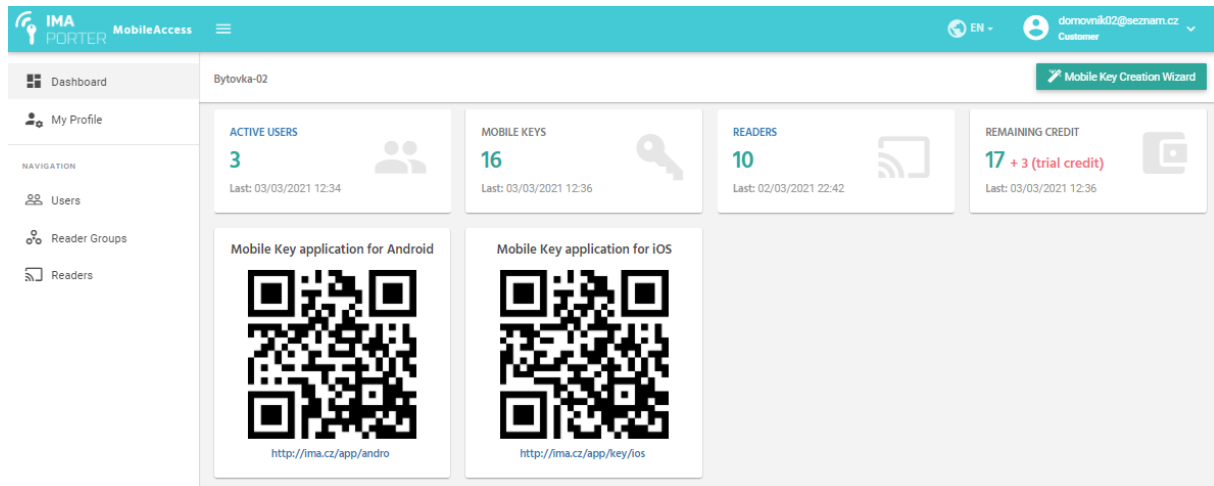 IMA
PORTER MobileAccess
EN
domovnik02@seznam.cz
Customer
Dashboard
My Profile
NAVIGATION
Users
Reader Groups
Readers
Bytovka-02
Mobile Key Creation Wizard
ACTIVE USERS
3
Last: 03/03/2021 12:34
MOBILE KEYS
16
Last: 03/03/2021 12:36
READERS
10
Last: 02/03/2021 22:42
REMAINING CREDIT
17 + 3 (trial credit)
Last: 03/03/2021 12:36
Mobile Key application for Android
http://ima.cz/app/andro
Mobile Key application for iOS
http://ima.cz/app/key/ios